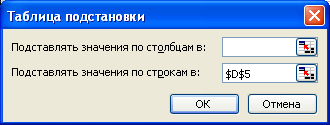 Таблица подстановки
Подставлять значения по столбцам в:
Подставлять значения по строкам в: $D$5
ОК Отмена